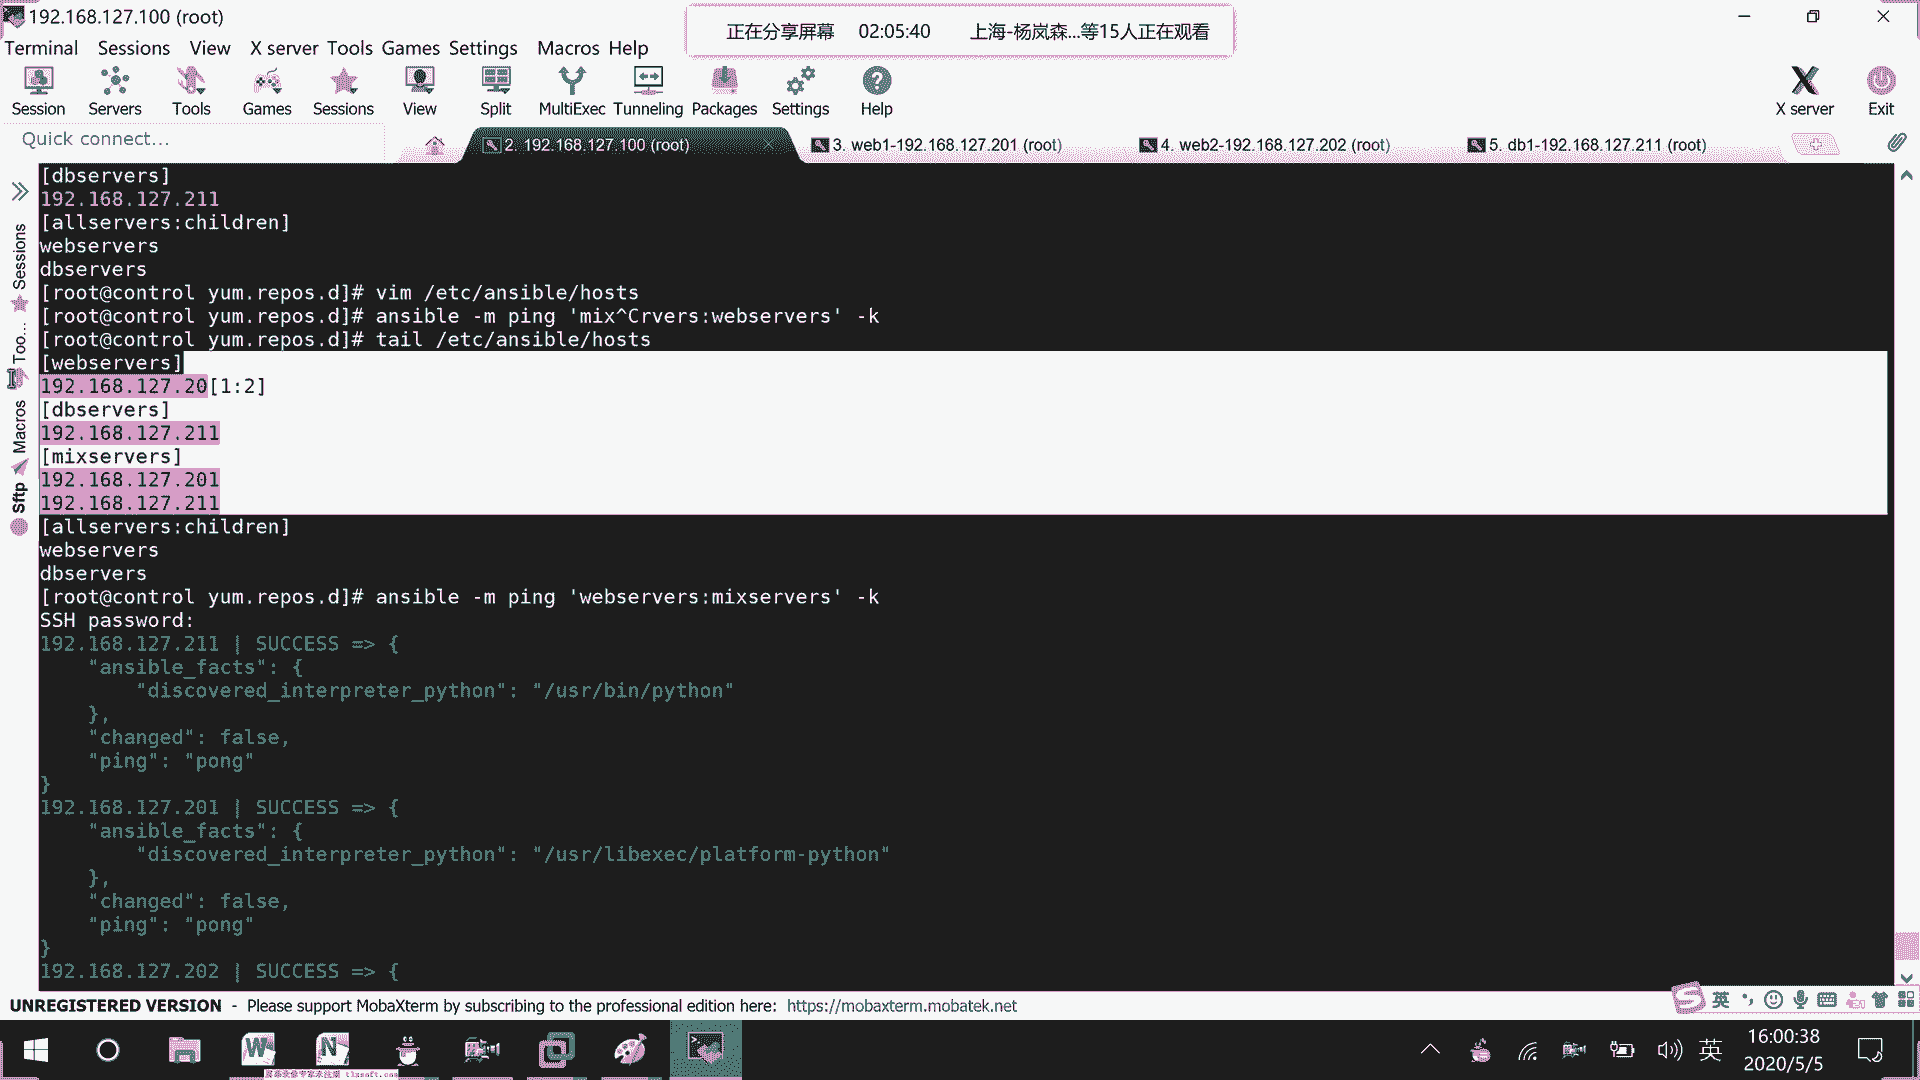 192.168.127.100 (root)
正在分享屏幕 02:05:40 上海-杨岚森...等15人正在观看
Terminal Sessions View X server Tools Games Settings Macros Help
Session Servers Tools Games Sessions View Split MultiExec Tunneling Packages Settings Help X server Exit
Quick connect...
2. 192.168.127.100 (root)
3. web1-192.168.127.201 (root)
4. web2-192.168.127.202 (root)
5. db1-192.168.127.211 (root)
Sessions
Too...
Macros
Sftp
[dbservers]
192.168.127.211
[allservers:children]
webservers
dbservers
[root@control yum.repos.d]# vim /etc/ansible/hosts
[root@control yum.repos.d]# ansible -m ping 'mix^Crvers:webservers' -k
[root@control yum.repos.d]# tail /etc/ansible/hosts
[webservers]
192.168.127.20[1:2]
[dbservers]
192.168.127.211
[mixservers]
192.168.127.201
192.168.127.211
[allservers:children]
webservers
dbservers
[root@control yum.repos.d]# ansible -m ping 'webservers:mixservers' -k
SSH password:
192.168.127.211 | SUCCESS => {
    "ansible_facts": {
        "discovered_interpreter_python": "/usr/bin/python"
    },
    "changed": false,
    "ping": "pong"
}
192.168.127.201 | SUCCESS => {
    "ansible_facts": {
        "discovered_interpreter_python": "/usr/libexec/platform-python"
    },
    "changed": false,
    "ping": "pong"
}
192.168.127.202 | SUCCESS => {
UNREGISTERED VERSION - Please support MobaXterm by subscribing to the professional edition here: https://mobaxterm.mobatek.net
英
英
16:00:38
2020/5/5